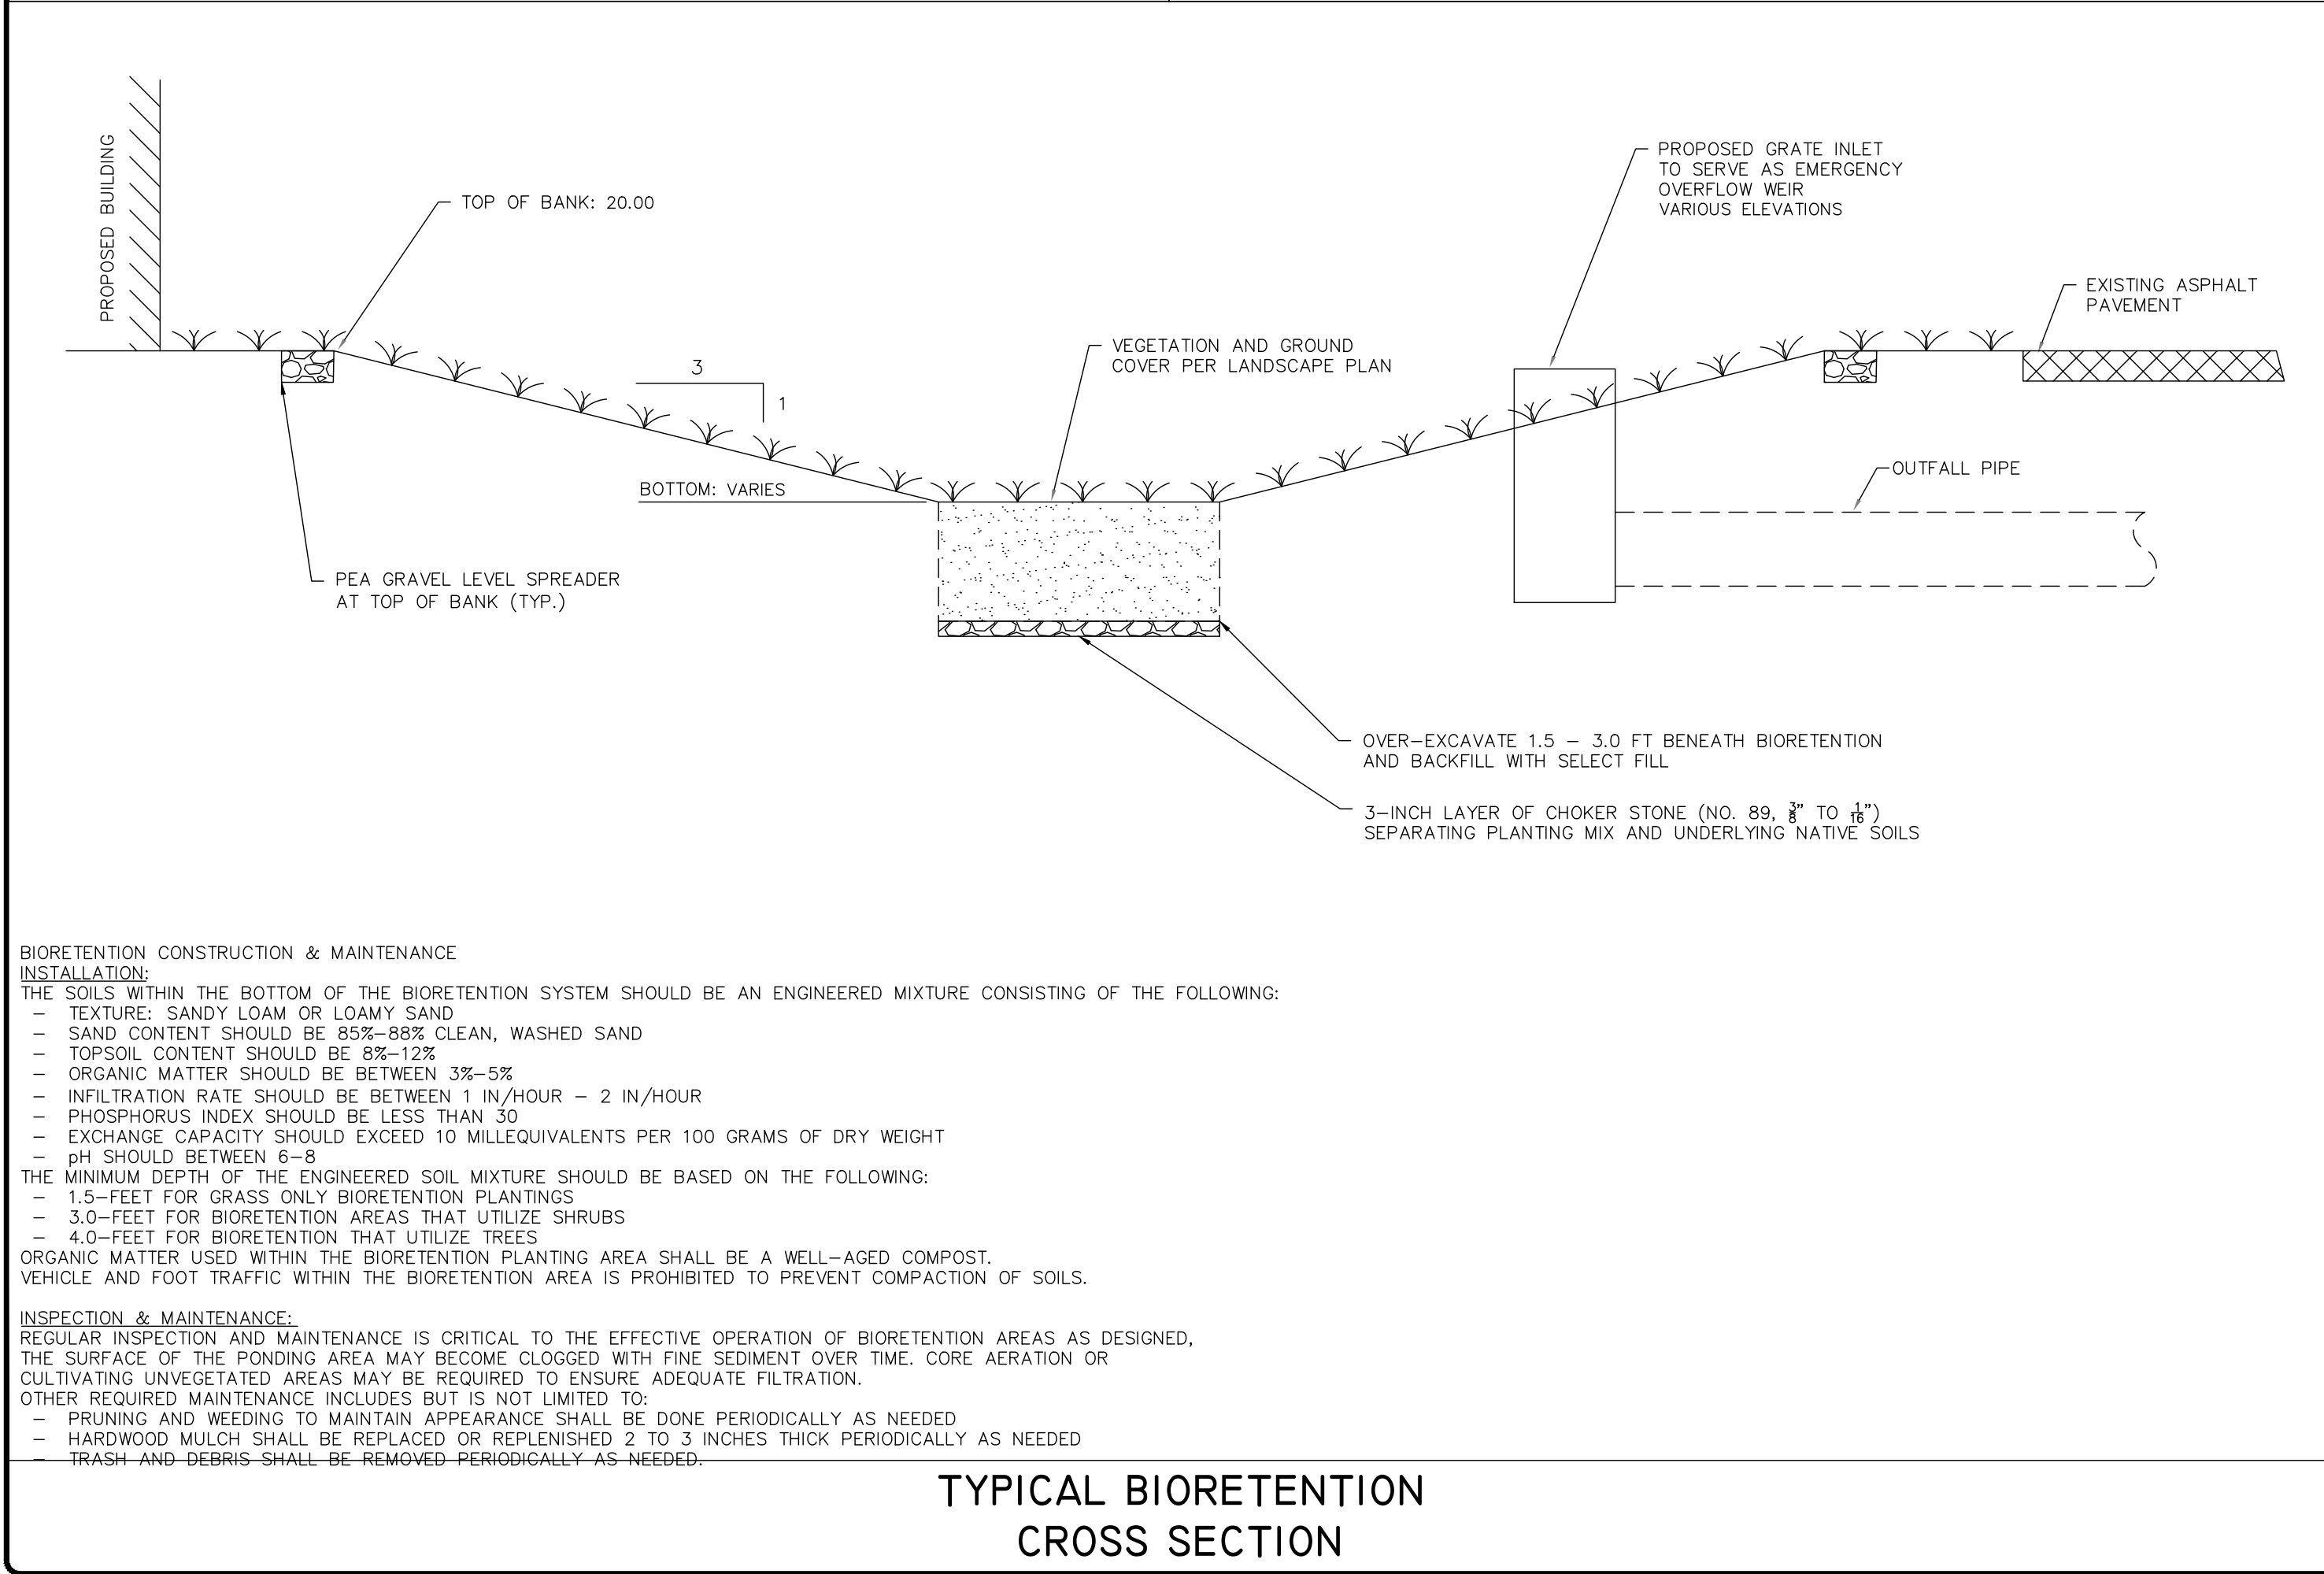 PROPOSED BUILDING
TOP OF BANK: 20.00
PROPOSED GRATE INLET
TO SERVE AS EMERGENCY
OVERFLOW WEIR
VARIOUS ELEVATIONS
EXISTING ASPHALT
PAVEMENT
VEGETATION AND GROUND
COVER PER LANDSCAPE PLAN
3
1
BOTTOM: VARIES
OUTFALL PIPE
PEA GRAVEL LEVEL SPREADER
AT TOP OF BANK (TYP.)
OVER-EXCAVATE 1.5 - 3.0 FT BENEATH BIORETENTION
AND BACKFILL WITH SELECT FILL
3-INCH LAYER OF CHOKER STONE (NO. 89, 3/8" TO 1/16")
SEPARATING PLANTING MIX AND UNDERLYING NATIVE SOILS
BIORETENTION CONSTRUCTION & MAINTENANCE
INSTALLATION:
THE SOILS WITHIN THE BOTTOM OF THE BIORETENTION SYSTEM SHOULD BE AN ENGINEERED MIXTURE CONSISTING OF THE FOLLOWING:
- TEXTURE: SANDY LOAM OR LOAMY SAND
- SAND CONTENT SHOULD BE 85%-88% CLEAN, WASHED SAND
- TOPSOIL CONTENT SHOULD BE 8%-12%
- ORGANIC MATTER SHOULD BE BETWEEN 3%-5%
- INFILTRATION RATE SHOULD BE BETWEEN 1 IN/HOUR - 2 IN/HOUR
- PHOSPHORUS INDEX SHOULD BE LESS THAN 30
- EXCHANGE CAPACITY SHOULD EXCEED 10 MILLEQUIVALENTS PER 100 GRAMS OF DRY WEIGHT
- pH SHOULD BETWEEN 6-8
THE MINIMUM DEPTH OF THE ENGINEERED SOIL MIXTURE SHOULD BE BASED ON THE FOLLOWING:
- 1.5-FEET FOR GRASS ONLY BIORETENTION PLANTINGS
- 3.0-FEET FOR BIORETENTION AREAS THAT UTILIZE SHRUBS
- 4.0-FEET FOR BIORETENTION THAT UTILIZE TREES
ORGANIC MATTER USED WITHIN THE BIORETENTION PLANTING AREA SHALL BE A WELL-AGED COMPOST.
VEHICLE AND FOOT TRAFFIC WITHIN THE BIORETENTION AREA IS PROHIBITED TO PREVENT COMPACTION OF SOILS.
INSPECTION & MAINTENANCE:
REGULAR INSPECTION AND MAINTENANCE IS CRITICAL TO THE EFFECTIVE OPERATION OF BIORETENTION AREAS AS DESIGNED,
THE SURFACE OF THE PONDING AREA MAY BECOME CLOGGED WITH FINE SEDIMENT OVER TIME. CORE AERATION OR
CULTIVATING UNVEGETATED AREAS MAY BE REQUIRED TO ENSURE ADEQUATE FILTRATION.
OTHER REQUIRED MAINTENANCE INCLUDES BUT IS NOT LIMITED TO:
- PRUNING AND WEEDING TO MAINTAIN APPEARANCE SHALL BE DONE PERIODICALLY AS NEEDED
- HARDWOOD MULCH SHALL BE REPLACED OR REPLENISHED 2 TO 3 INCHES THICK PERIODICALLY AS NEEDED
- TRASH AND DEBRIS SHALL BE REMOVED PERIODICALLY AS NEEDED.
TYPICAL BIORETENTION
CROSS SECTION